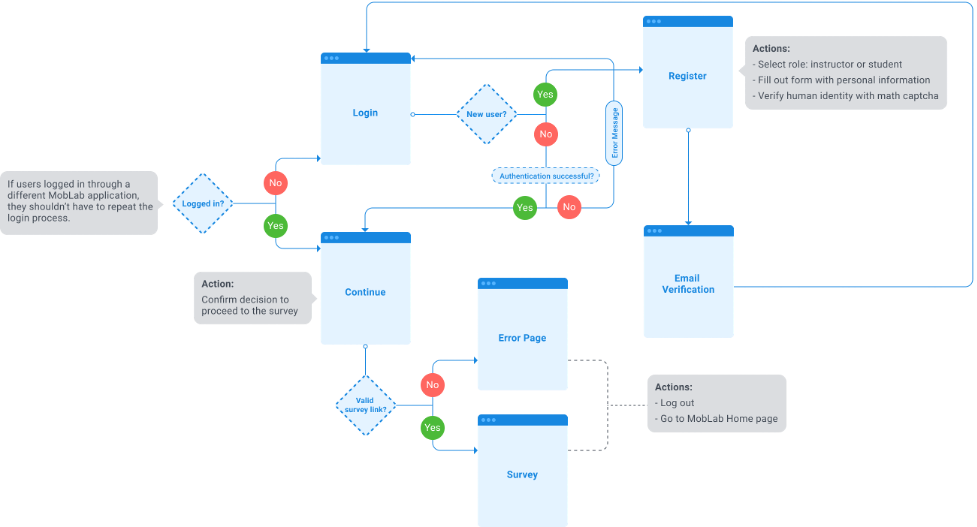 Register
Actions:
- Select role: instructor or student
- Fill out form with personal information
- Verify human identity with math captcha
Login
New user?
Yes
No
Error Message
Authentication successful?
Yes
No
If users logged in through a
different MobLab application,
they shouldn't have to repeat the
login process.
Logged in?
No
Yes
Email
Verification
Action:
Confirm decision to
proceed to the survey
Continue
Error Page
Valid
survey link?
No
Yes
Actions:
- Log out
- Go to MobLab Home page
Survey